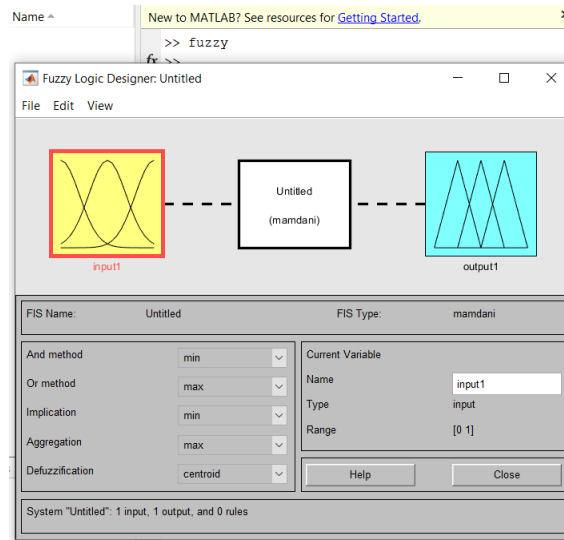 Name
New to MATLAB? See resources for Getting Started.
>> fuzzy
fx >>
Fuzzy Logic Designer: Untitled
File Edit View
Untitled
(mamdani)
input1
output1
FIS Name: Untitled
FIS Type: mamdani
And method min
Or method max
Implication min
Aggregation max
Defuzzification centroid
Current Variable
Name input1
Type input
Range [0 1]
Help Close
System "Untitled": 1 input, 1 output, and 0 rules